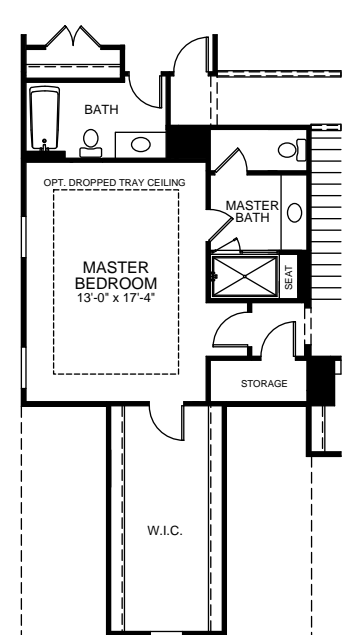 BATH
OPT. DROPPED TRAY CEILING
MASTER
BATH
MASTER
BEDROOM
13'-0" x 17'-4"
SEAT
STORAGE
W.I.C.